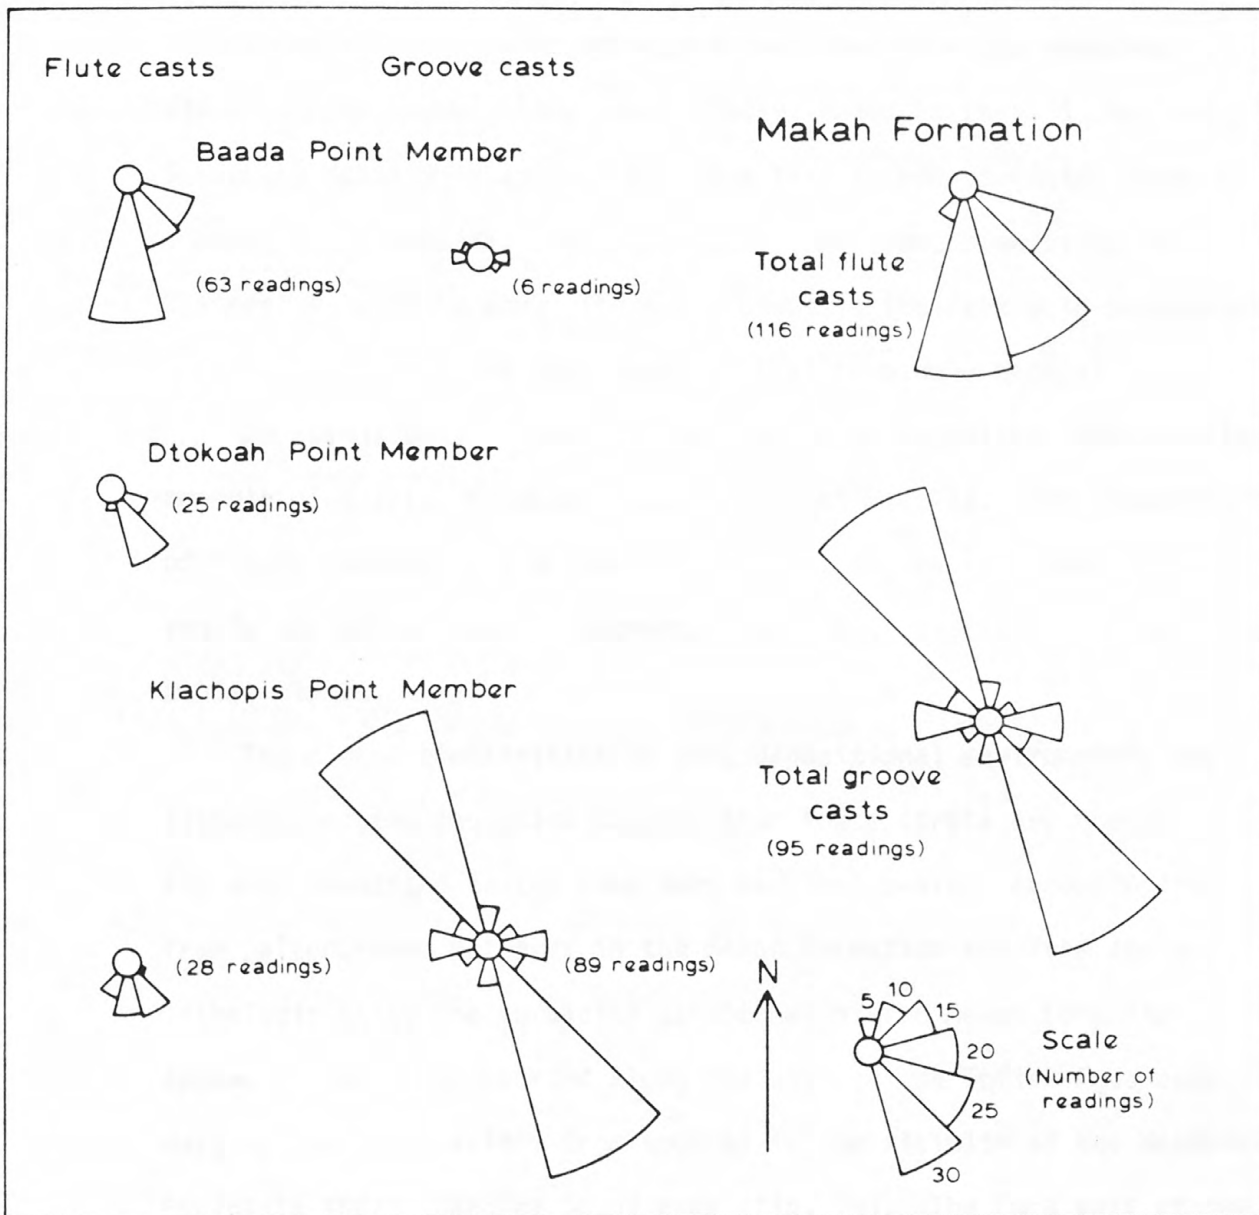 Flute casts
Groove casts
Baada Point Member
(63 readings)
(6 readings)
Dtokoah Point Member
(25 readings)
Klachopis Point Member
(28 readings)
(89 readings)
Makah Formation
Total flute
casts
(116 readings)
Total groove
casts
(95 readings)
N
5
10
15
20
25
30
Scale
(Number of
readings)